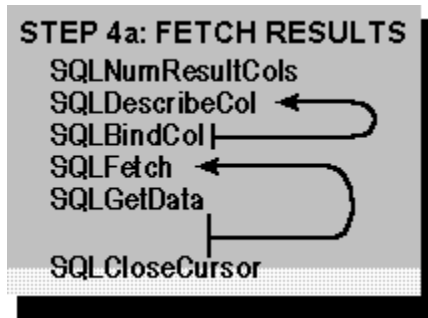 STEP 4a: FETCH RESULTS
SQLNumResultCols
SQLDescribeCol
SQLBindCol
SQLFetch
SQLGetData
SQLCloseCursor